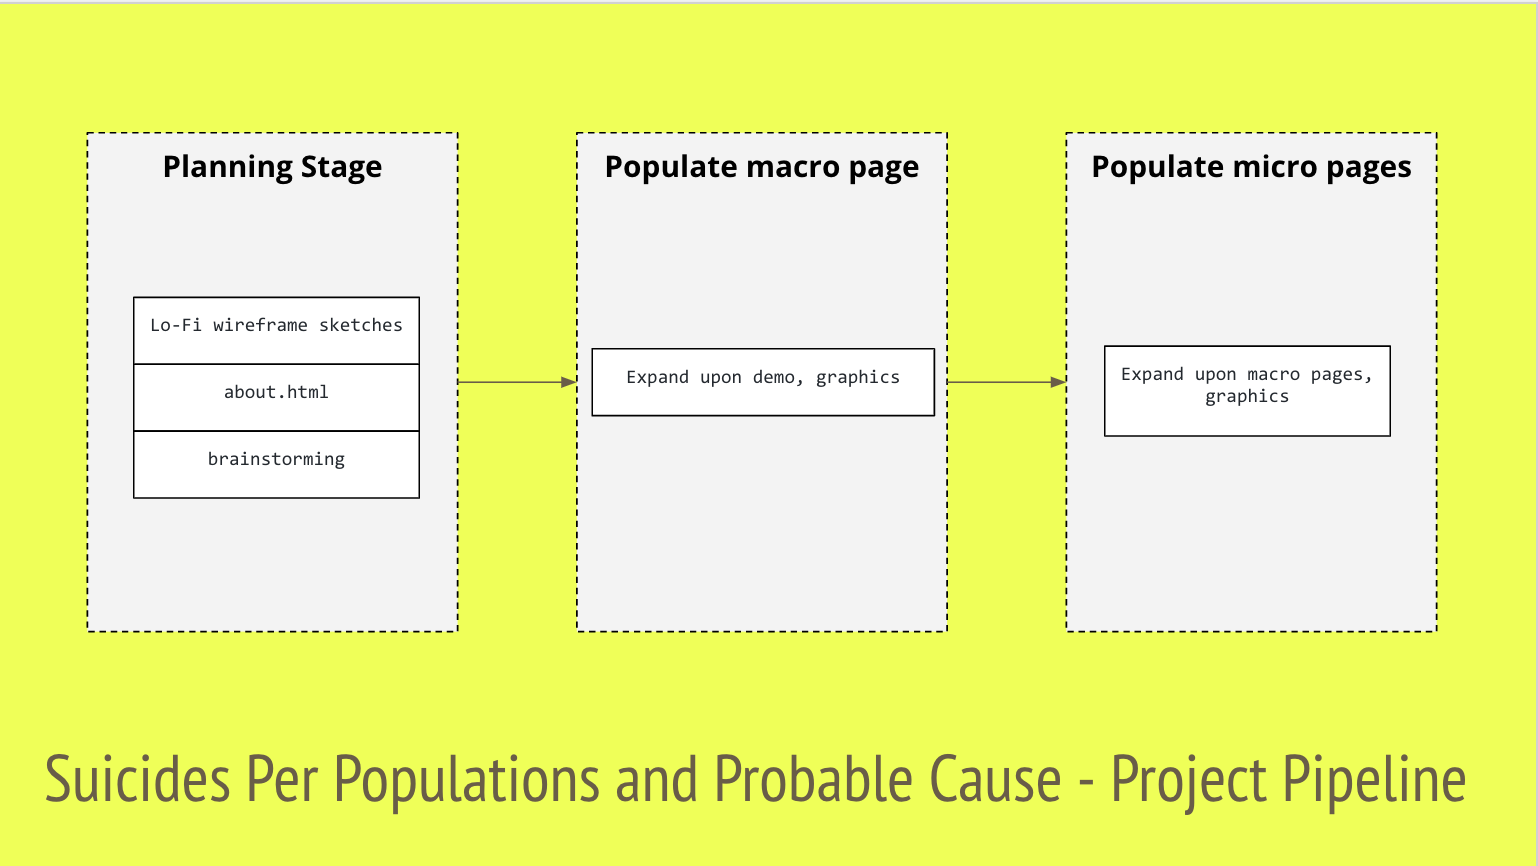 Planning Stage
Lo-Fi wireframe sketches
about.html
brainstorming
Populate macro page
Expand upon demo, graphics
Populate micro pages
Expand upon macro pages,
graphics
Suicides Per Populations and Probable Cause - Project Pipeline